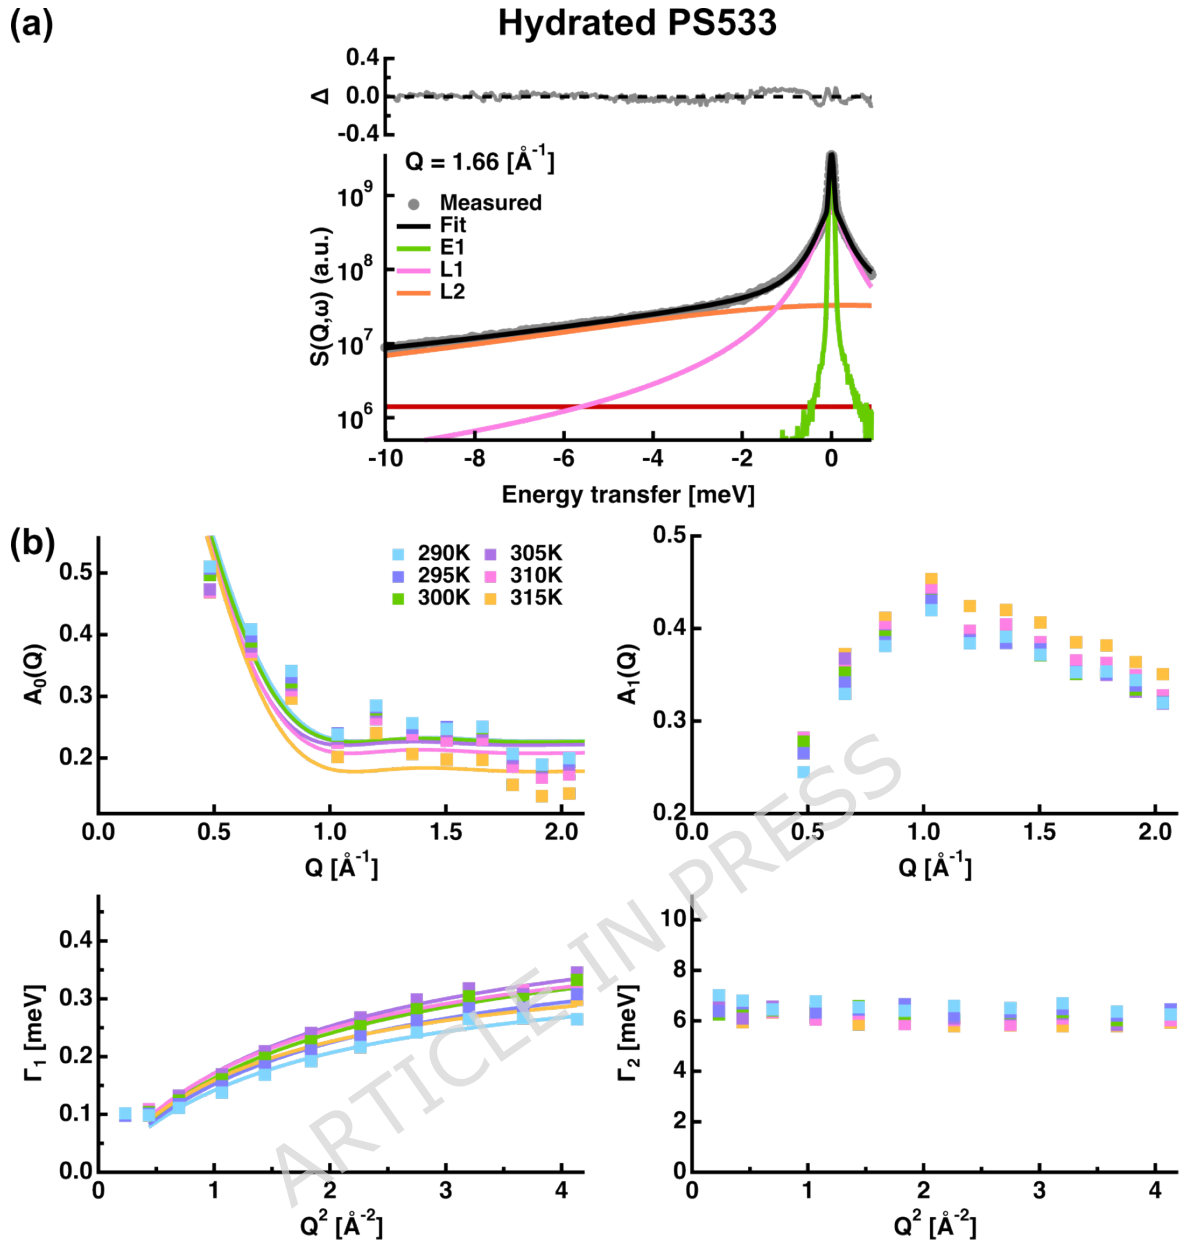 (a)
Hydrated PS533
0.4
0.0
-0.4
Δ
Q = 1.66 [Å⁻¹]
Measured
Fit
E1
L1
L2
10⁹
10⁸
10⁷
10⁶
S(Q,ω) (a.u.)
-10 -8 -6 -4 -2 0
Energy transfer [meV]
(b)
290K 305K
295K 310K
300K 315K
0.5
0.4
0.3
0.2
A₀(Q)
0.0 0.5 1.0 1.5 2.0
Q [Å⁻¹]
0.5
0.4
0.3
0.2
A₁(Q)
0.0 0.5 1.0 1.5 2.0
Q [Å⁻¹]
0.4
0.3
0.2
0.1
0.0
Γ₁ [meV]
0 1 2 3 4
Q² [Å⁻²]
10
8
6
4
2
0
Γ₂ [meV]
0 1 2 3 4
Q² [Å⁻²]
ARTICLE IN PRESS